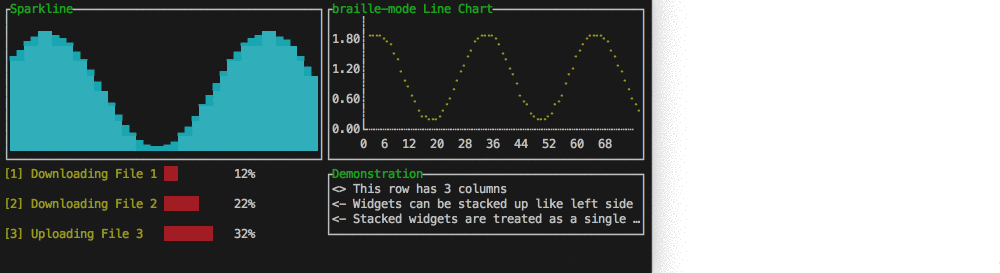 Sparkline
braille-mode Line Chart
1.80
1.20
0.60
0.00
0 6 12 20 28 36 44 52 60 68
[1] Downloading File 1 12%
[2] Downloading File 2 22%
[3] Uploading File 3 32%
Demonstration
<> This row has 3 columns
<- Widgets can be stacked up like left side
<- Stacked widgets are treated as a single …